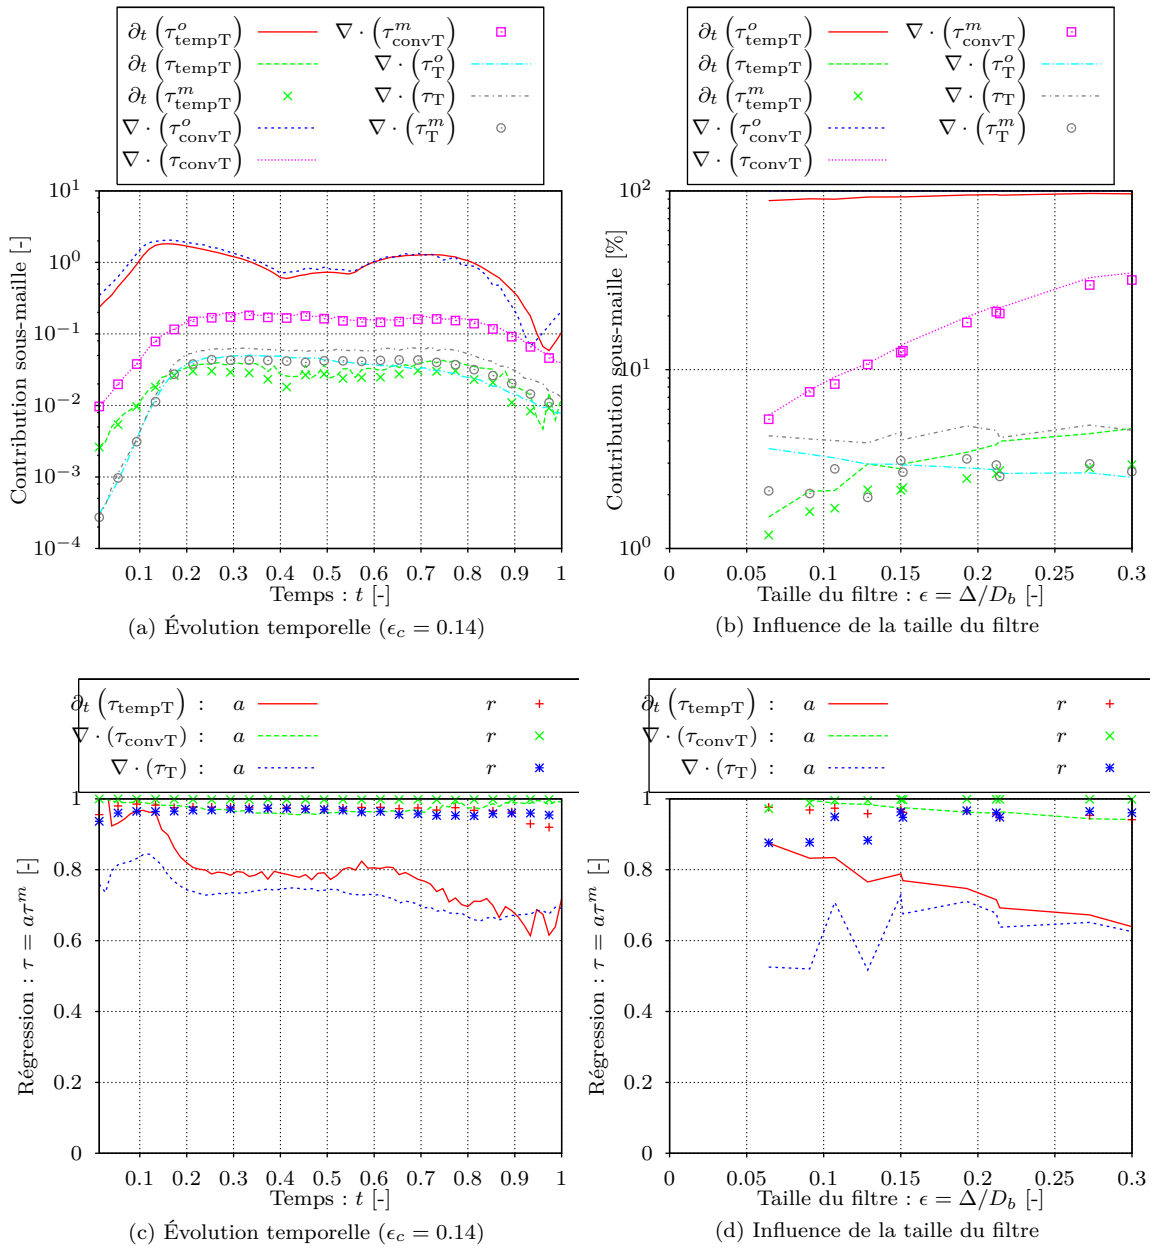 ∂t (τ^o_tempT) ∇ · (τ^m_convT)
∂t (τ_tempT) ∇ · (τ^o_T)
∂t (τ^m_tempT) ∇ · (τ_T)
∇ · (τ^o_convT) ∇ · (τ^m_T)
∇ · (τ_convT)
10^1
10^0
10^−1
10^−2
10^−3
10^−4
Contribution sous-maille [-]
0.1 0.2 0.3 0.4 0.5 0.6 0.7 0.8 0.9 1
Temps : t [-]
(a) Évolution temporelle (ϵc = 0.14)
∂t (τ^o_tempT) ∇ · (τ^m_convT)
∂t (τ_tempT) ∇ · (τ^o_T)
∂t (τ^m_tempT) ∇ · (τ_T)
∇ · (τ^o_convT) ∇ · (τ^m_T)
∇ · (τ_convT)
10^2
10^1
10^0
Contribution sous-maille [%]
0 0.05 0.1 0.15 0.2 0.25 0.3
Taille du filtre : ϵ = Δ/D_b [-]
(b) Influence de la taille du filtre
∂t (τ_tempT) : a r
∇ · (τ_convT) : a r
∇ · (τ_T) : a r
1
0.8
0.6
0.4
0.2
0
Régression : τ = aτ^m [-]
0.1 0.2 0.3 0.4 0.5 0.6 0.7 0.8 0.9 1
Temps : t [-]
(c) Évolution temporelle (ϵc = 0.14)
∂t (τ_tempT) : a r
∇ · (τ_convT) : a r
∇ · (τ_T) : a r
1
0.8
0.6
0.4
0.2
0
Régression : τ = aτ^m [-]
0 0.05 0.1 0.15 0.2 0.25 0.3
Taille du filtre : ϵ = Δ/D_b [-]
(d) Influence de la taille du filtre